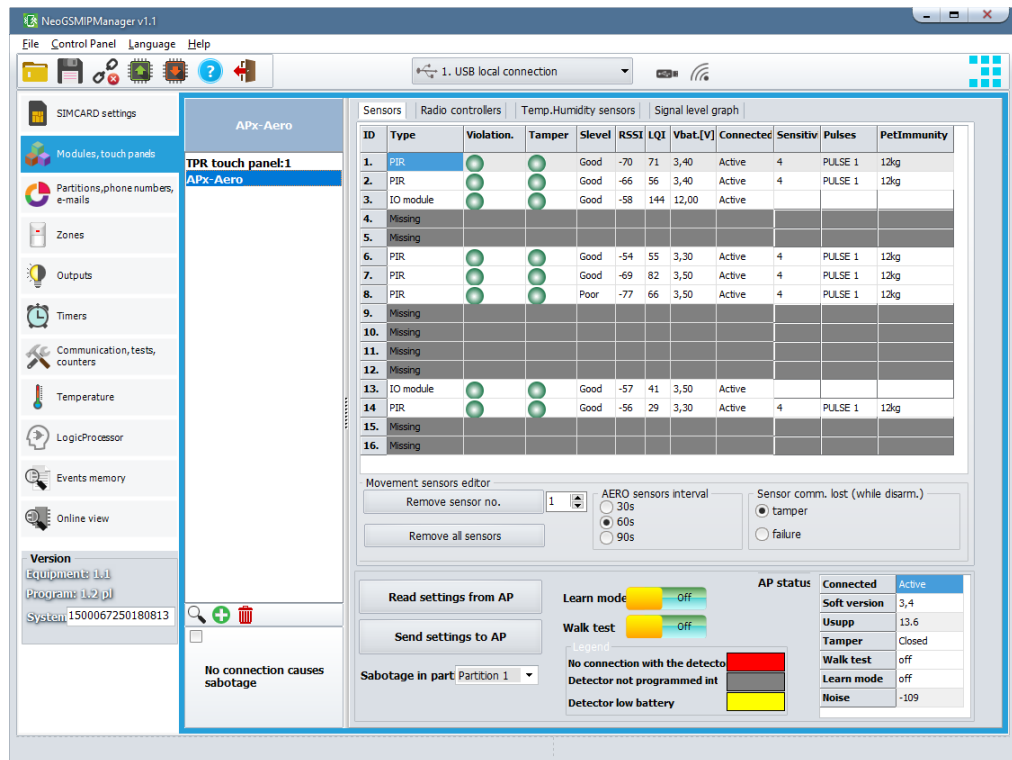 NeoGSMIPManager v1.1
File Control Panel Language Help
1. USB local connection
SIMCARD settings
Modules, touch panels
Partitions,phone numbers,
e-mails
Zones
Outputs
Timers
Communication, tests,
counters
Temperature
LogicProcessor
Events memory
Online view
Version
Equipment: 1.1
Program: 1.2 pl
System 1500067250180813
APx-Aero
TPR touch panel:1
APx-Aero
No connection causes
sabotage
Sensors Radio controllers Temp.Humidity sensors Signal level graph
ID Type Violation. Tamper Slevel RSSI LQI Vbat.[V] Connected Sensitiv Pulses PetImmunity
1. PIR Good -70 71 3,40 Active 4 PULSE 1 12kg
2. PIR Good -66 56 3,40 Active 4 PULSE 1 12kg
3. IO module Good -58 144 12,00 Active
4. Missing
5. Missing
6. PIR Good -54 55 3,30 Active 4 PULSE 1 12kg
7. PIR Good -69 82 3,50 Active 4 PULSE 1 12kg
8. PIR Poor -77 66 3,50 Active 4 PULSE 1 12kg
9. Missing
10. Missing
11. Missing
12. Missing
13. IO module Good -57 41 3,50 Active
14 PIR Good -56 29 3,30 Active 4 PULSE 1 12kg
15. Missing
16. Missing
Movement sensors editor
Remove sensor no. 1
Remove all sensors
AERO sensors interval
30s
60s
90s
Sensor comm. lost (while disarm.)
tamper
failure
Read settings from AP
Send settings to AP
Sabotage in part Partition 1
Learn mode Off
Walk test Off
Legend
No connection with the detecto
Detector not programmed int
Detector low battery
AP status
Connected Active
Soft version 3,4
Usupp 13.6
Tamper Closed
Walk test off
Learn mode off
Noise -109